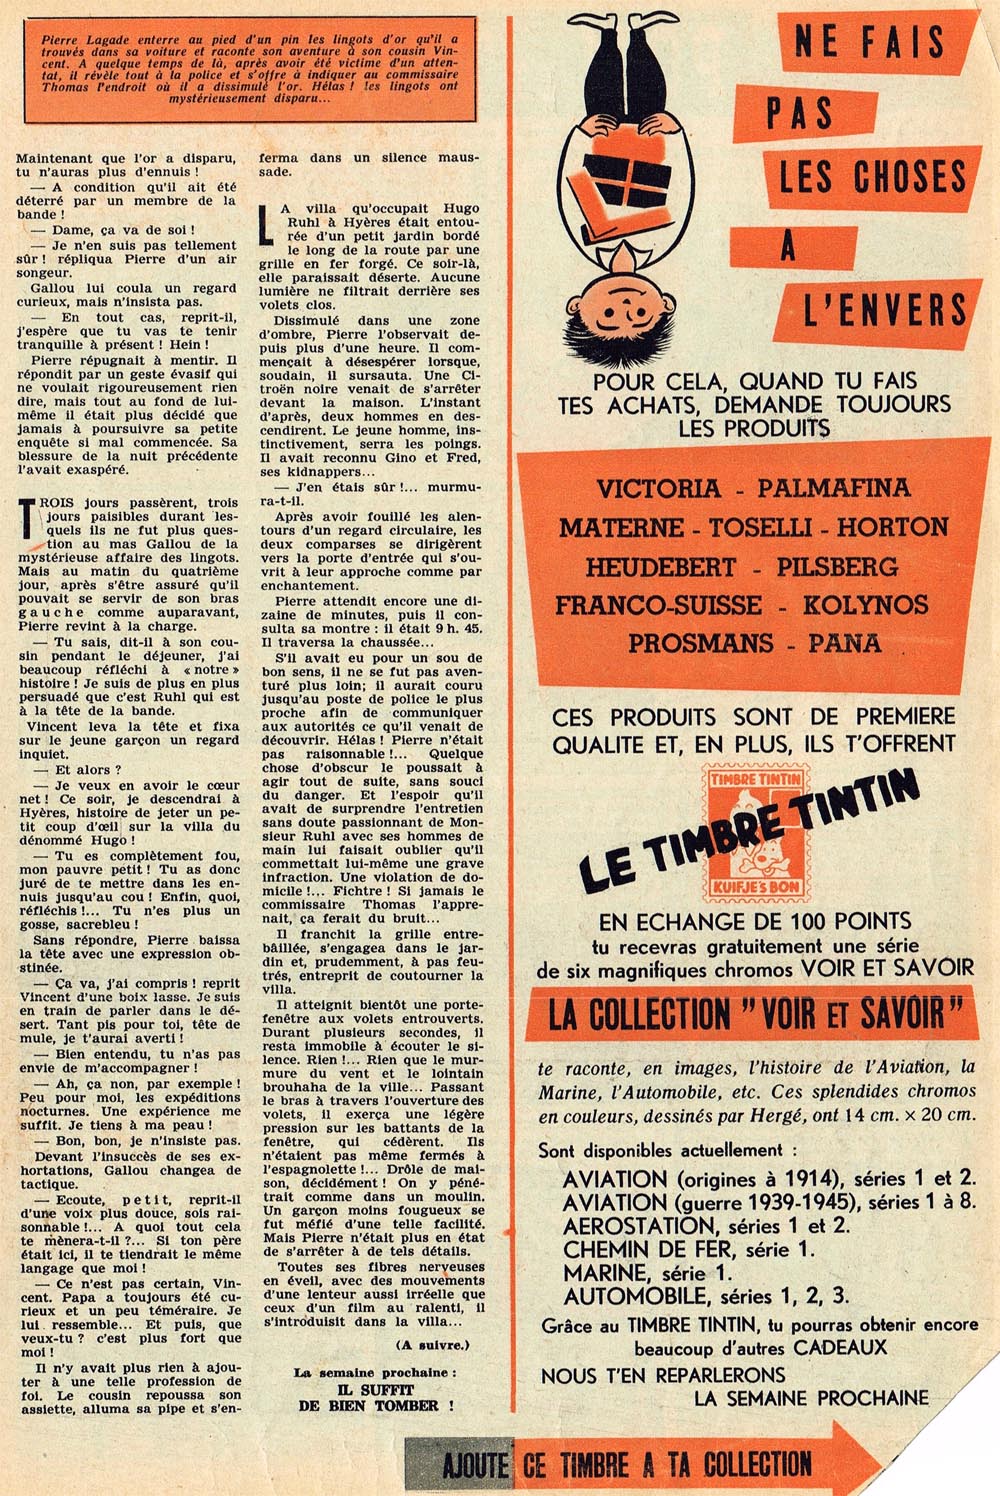 Pierre Lagade enterre au pied d'un pin les lingots d'or qu'il a
trouvés dans sa voiture et raconte son aventure à son cousin Vin-
cent. A quelque temps de là, après avoir été victime d'un atten-
tat, il révèle tout à la police et s'offre à indiquer au commissaire
Thomas l'endroit où il a dissimulé l'or. Hélas ! les lingots ont
mystérieusement disparu...
Maintenant que l'or a disparu,
tu n'auras plus d'ennuis !
— A condition qu'il ait été
déterré par un membre de la
bande !
— Dame, ça va de soi !
— Je n'en suis pas tellement
sûr ! répliqua Pierre d'un air
songeur.
Gallou lui coula un regard
curieux, mais n'insista pas.
— En tout cas, reprit-il,
j'espère que tu vas te tenir
tranquille à présent ! Hein !
Pierre répugnait à mentir. Il
répondit par un geste évasif qui
ne voulait rigoureusement rien
dire, mais tout au fond de lui-
même il était plus décidé que
jamais à poursuivre sa petite
enquête si mal commencée. Sa
blessure de la nuit précédente
l'avait exaspéré.
TROIS jours passèrent, trois
jours paisibles durant les-
quels ils ne fut plus ques-
tion au mas Gallou de la
mystérieuse affaire des lingots.
Mais au matin du quatrième
jour, après s'être assuré qu'il
pouvait se servir de son bras
gauche comme auparavant,
Pierre revint à la charge.
— Tu sais, dit-il à son cou-
sin pendant le déjeuner, j'ai
beaucoup réfléchi à « notre »
histoire ! Je suis de plus en plus
persuadé que c'est Ruhl qui est
à la tête de la bande.
Vincent leva la tête et fixa
sur le jeune garçon un regard
inquiet.
— Et alors ?
— Je veux en avoir le cœur
net ! Ce soir, je descendrai à
Hyères, histoire de jeter un pe-
tit coup d'œil sur la villa du
dénommé Hugo !
— Tu es complètement fou,
mon pauvre petit ! Tu as donc
juré de te mettre dans les en-
nuis jusqu'au cou ! Enfin, quoi,
réfléchis !... Tu n'es plus un
gosse, sacrebleu !
Sans répondre, Pierre baissa
la tête avec une expression ob-
stinée.
— Ça va, j'ai compris ! reprit
Vincent d'une boix lasse. Je suis
en train de parler dans le dé-
sert. Tant pis pour toi, tête de
mule, je t'aurai averti !
— Bien entendu, tu n'as pas
envie de m'accompagner !
— Ah, ça non, par exemple !
Peu pour moi, les expéditions
nocturnes. Une expérience me
suffit. Je tiens à ma peau !
— Bon, bon, je n'insiste pas.
Devant l'insuccès de ses ex-
hortations, Gallou changea de
tactique.
— Ecoute, petit, reprit-il
d'une voix plus douce, sois rai-
sonnable !... A quoi tout cela
te mènera-t-il ?... Si ton père
était ici, il te tiendrait le même
langage que moi !
— Ce n'est pas certain, Vin-
cent. Papa a toujours été cu-
rieux et un peu téméraire. Je
lui ressemble... Et puis, que
veux-tu ? c'est plus fort que
moi !
Il n'y avait plus rien à ajou-
ter à une telle profession de
foi. Le cousin repoussa son
assiette, alluma sa pipe et s'en-
ferma dans un silence maus-
sade.
LA villa qu'occupait Hugo
Ruhl à Hyères était entou-
rée d'un petit jardin bordé
le long de la route par une
grille en fer forgé. Ce soir-là,
elle paraissait déserte. Aucune
lumière ne filtrait derrière ses
volets clos.
Dissimulé dans une zone
d'ombre, Pierre l'observait de-
puis plus d'une heure. Il com-
mençait à désespérer lorsque,
soudain, il sursauta. Une Ci-
troën noire venait de s'arrêter
devant la maison. L'instant
d'après, deux hommes en des-
cendirent. Le jeune homme, ins-
tinctivement, serra les poings.
Il avait reconnu Gino et Fred,
ses kidnappers...
— J'en étais sûr !... murmu-
ra-t-il.
Après avoir fouillé les alen-
tours d'un regard circulaire, les
deux comparses se dirigèrent
vers la porte d'entrée qui s'ou-
vrit à leur approche comme par
enchantement.
Pierre attendit encore une di-
zaine de minutes, puis il con-
sulta sa montre : il était 9 h. 45.
Il traversa la chaussée...
S'il avait eu pour un sou de
bon sens, il ne se fut pas aven-
turé plus loin; il aurait couru
jusqu'au poste de police le plus
proche afin de communiquer
aux autorités ce qu'il venait de
découvrir. Hélas ! Pierre n'était
pas raisonnable !... Quelque
chose d'obscur le poussait à
agir tout de suite, sans souci
du danger. Et l'espoir qu'il
avait de surprendre l'entretien
sans doute passionnant de Mon-
sieur Ruhl avec ses hommes de
main lui faisait oublier qu'il
commettait lui-même une grave
infraction. Une violation de do-
micile !... Fichtre ! Si jamais le
commissaire Thomas l'appre-
nait, ça ferait du bruit...
Il franchit la grille entre-
bâillée, s'engagea dans le jar-
din et, prudemment, à pas feu-
trés, entreprit de coutourner la
villa.
Il atteignit bientôt une porte-
fenêtre aux volets entrouverts.
Durant plusieurs secondes, il
resta immobile à écouter le si-
lence. Rien !... Rien que le mur-
mure du vent et le lointain
brouhaha de la ville... Passant
le bras à travers l'ouverture des
volets, il exerça une légère
pression sur les battants de la
fenêtre, qui cédèrent. Ils
n'étaient pas même fermés à
l'espagnolette !... Drôle de mai-
son, décidément ! On y péné-
trait comme dans un moulin.
Un garçon moins fougueux se
fut méfié d'une telle facilité.
Mais Pierre n'était plus en état
de s'arrêter à de tels détails.
Toutes ses fibres nerveuses
en éveil, avec des mouvements
d'une lenteur aussi irréelle que
ceux d'un film au ralenti, il
s'introduisit dans la villa...
(A suivre.)
La semaine prochaine :
IL SUFFIT
DE BIEN TOMBER !
NE FAIS
PAS
LES CHOSES
A
L'ENVERS
POUR CELA, QUAND TU FAIS
TES ACHATS, DEMANDE TOUJOURS
LES PRODUITS
VICTORIA - PALMAFINA
MATERNE - TOSELLI - HORTON
HEUDEBERT - PILSBERG
FRANCO-SUISSE - KOLYNOS
PROSMANS - PANA
CES PRODUITS SONT DE PREMIERE
QUALITE ET, EN PLUS, ILS T'OFFRENT
TIMBRE TINTIN
LE TIMBRE TINTIN
KUIFJE'S BON
EN ECHANGE DE 100 POINTS
tu recevras gratuitement une série
de six magnifiques chromos VOIR ET SAVOIR
LA COLLECTION "VOIR ET SAVOIR"
te raconte, en images, l'histoire de l'Aviation, la
Marine, l'Automobile, etc. Ces splendides chromos
en couleurs, dessinés par Hergé, ont 14 cm. × 20 cm.
Sont disponibles actuellement :
AVIATION (origines à 1914), séries 1 et 2.
AVIATION (guerre 1939-1945), séries 1 à 8.
AEROSTATION, séries 1 et 2.
CHEMIN DE FER, série 1.
MARINE, série 1.
AUTOMOBILE, séries 1, 2, 3.
Grâce au TIMBRE TINTIN, tu pourras obtenir encore
beaucoup d'autres CADEAUX
NOUS T'EN REPARLERONS
LA SEMAINE PROCHAINE
AJOUTE CE TIMBRE A TA COLLECTION